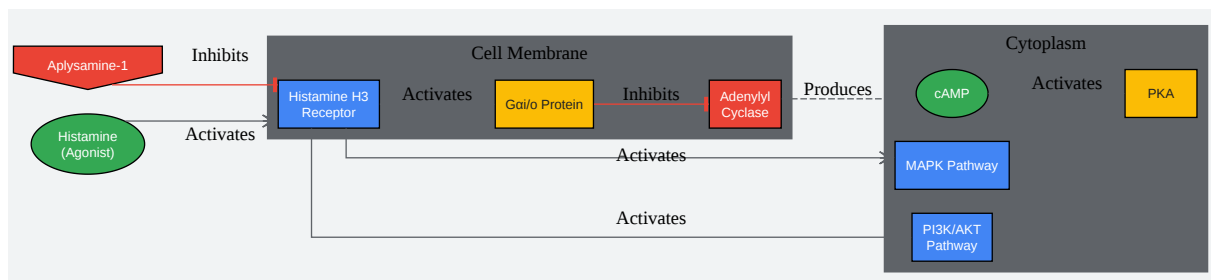 Aplysamine-1
Inhibits
Histamine
(Agonist)
Activates
Cell Membrane
Histamine H3
Receptor
Activates
Gαi/o Protein
Inhibits
Adenylyl
Cyclase
Produces
Cytoplasm
cAMP
Activates
PKA
Activates
MAPK Pathway
Activates
PI3K/AKT
Pathway